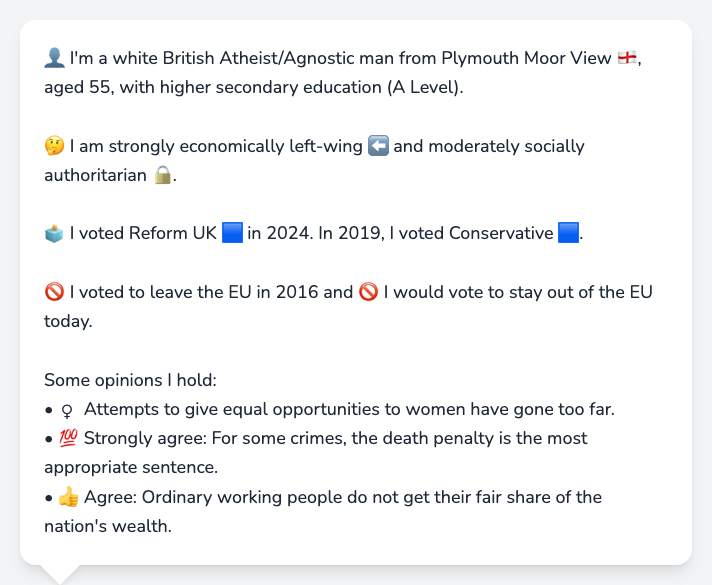 👤 I'm a white British Atheist/Agnostic man from Plymouth Moor View 🏴󠁧󠁢󠁥󠁮󠁧󠁿,
aged 55, with higher secondary education (A Level).
🤔 I am strongly economically left-wing ⬅️ and moderately socially
authoritarian 🔒.
🗳️ I voted Reform UK 🟦 in 2024. In 2019, I voted Conservative 🟦.
🚫 I voted to leave the EU in 2016 and 🚫 I would vote to stay out of the EU
today.
Some opinions I hold:
• ♀ Attempts to give equal opportunities to women have gone too far.
• 💯 Strongly agree: For some crimes, the death penalty is the most
appropriate sentence.
• 👍 Agree: Ordinary working people do not get their fair share of the
nation's wealth.